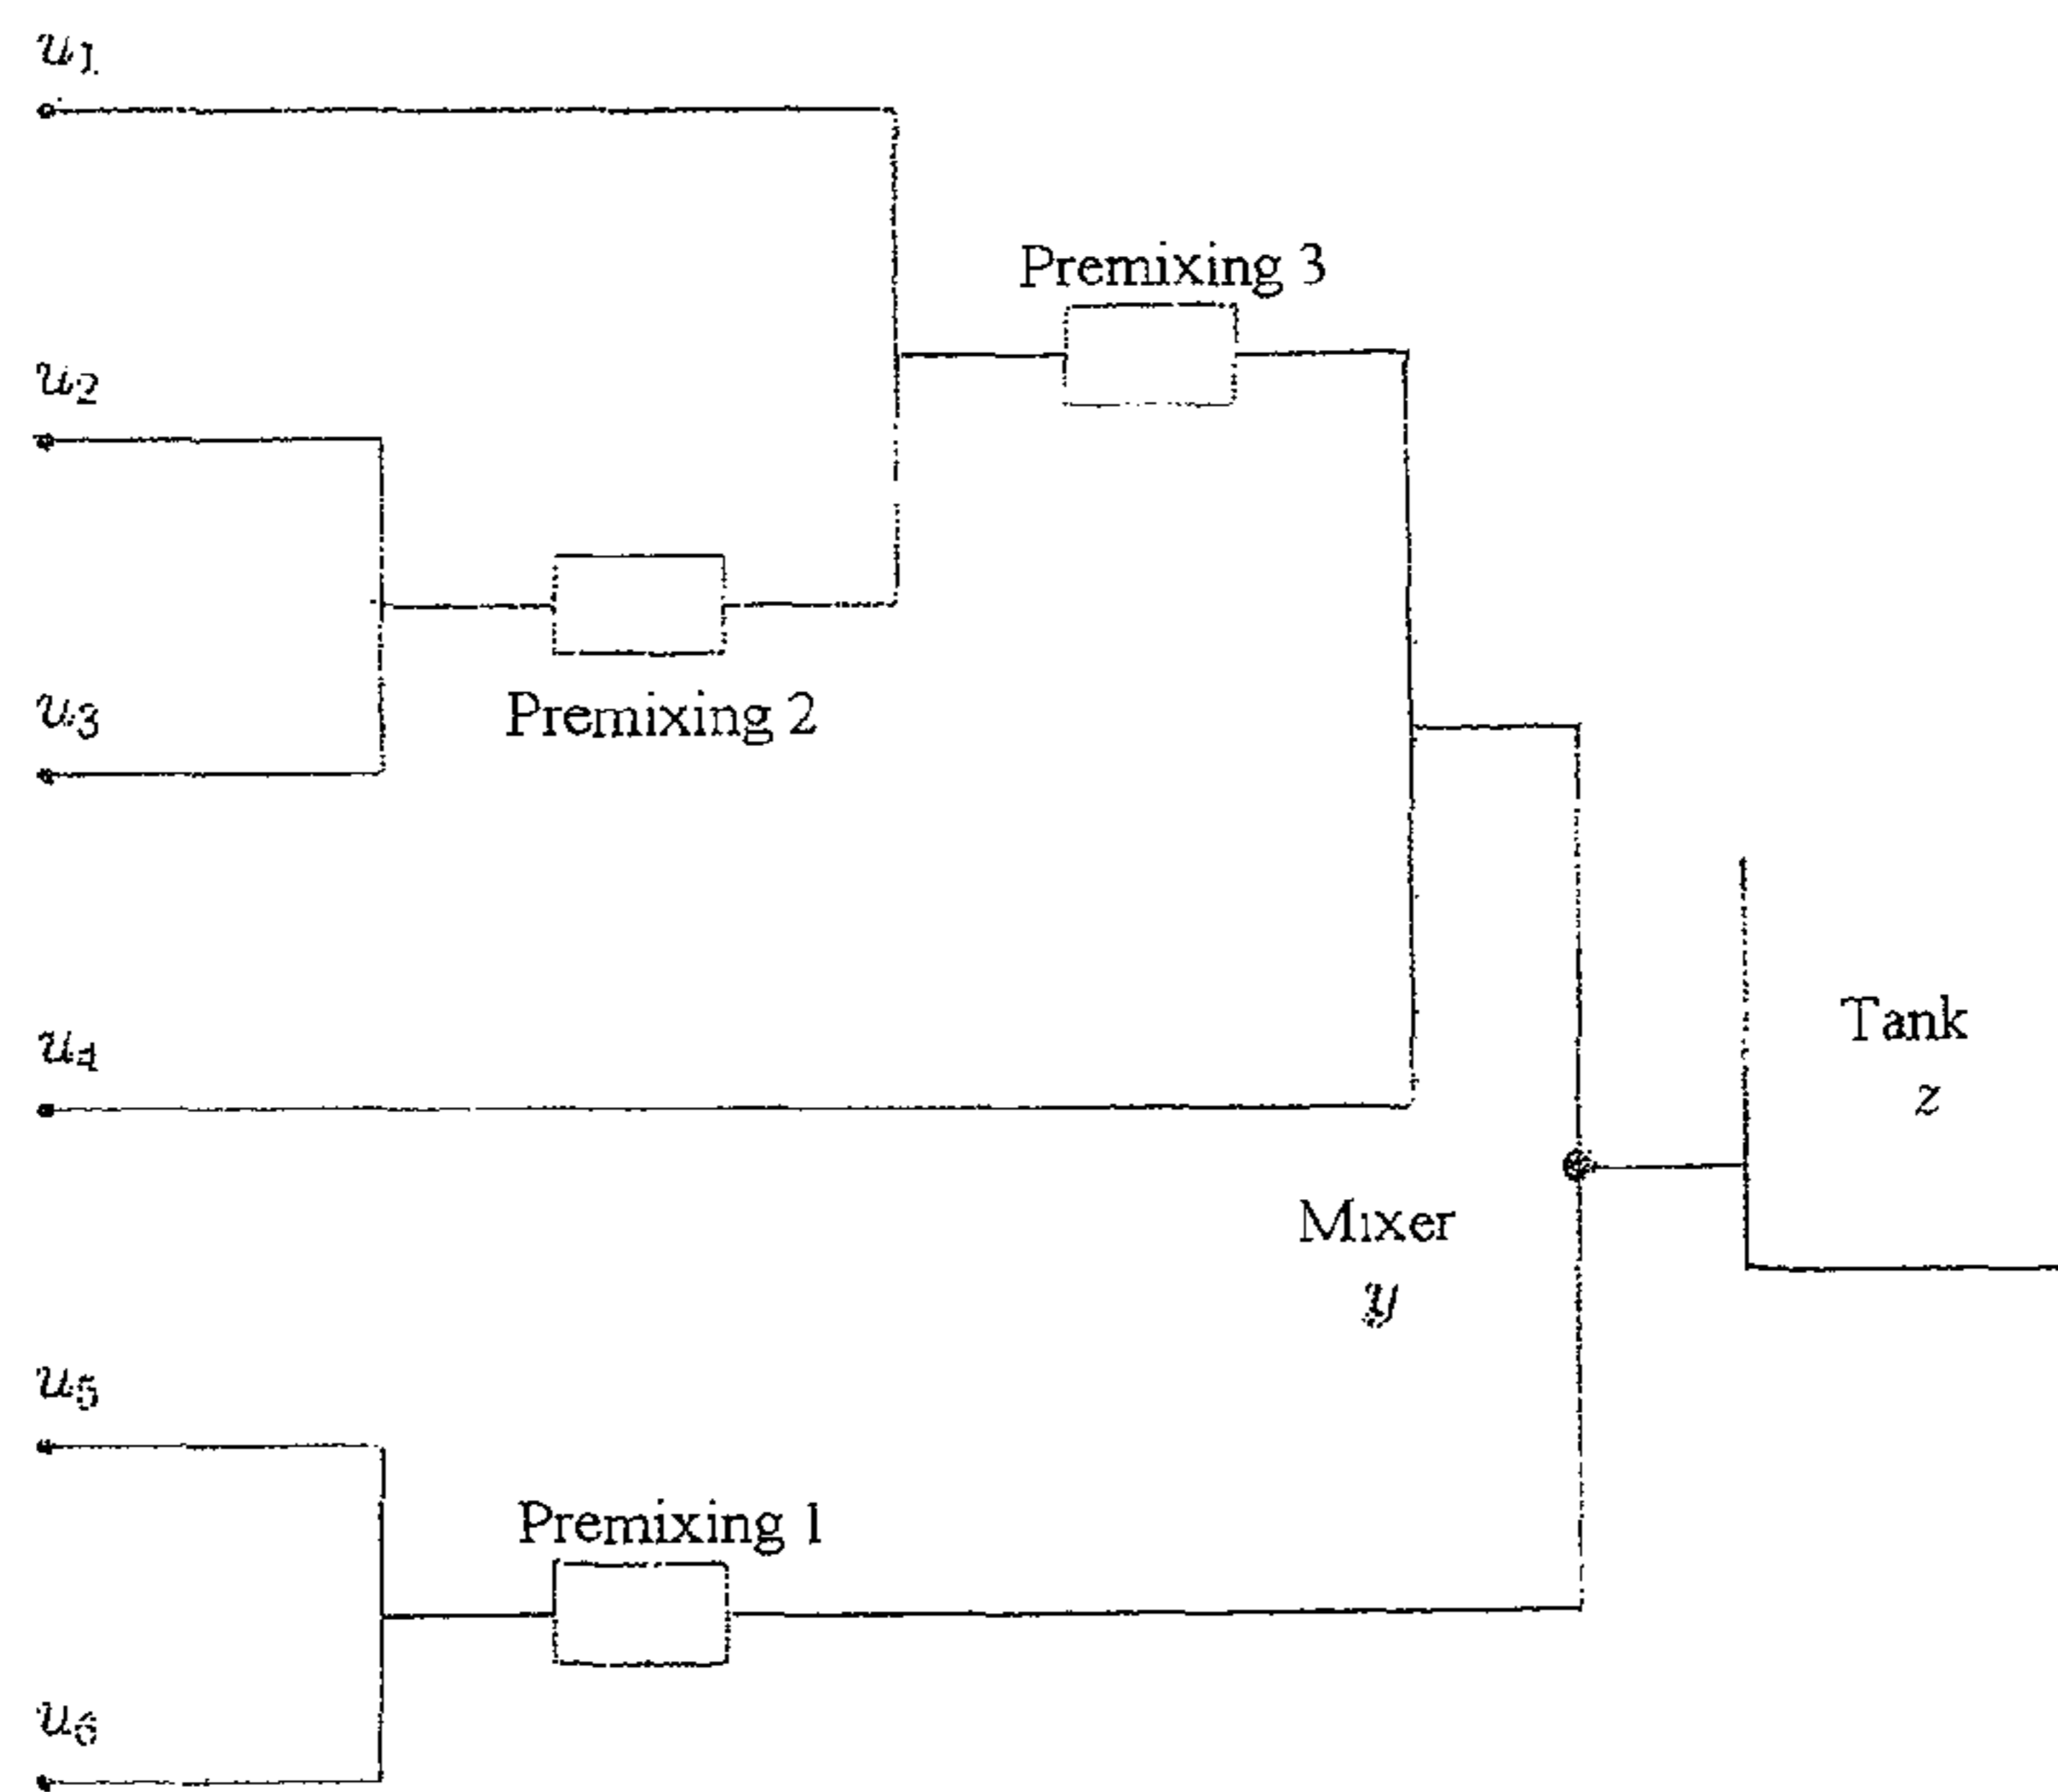 u₁
Premixing 3
u₂
u₃
Premixing 2
u₄
Tank
z
Mixer
y
u₅
Premixing 1
u₆